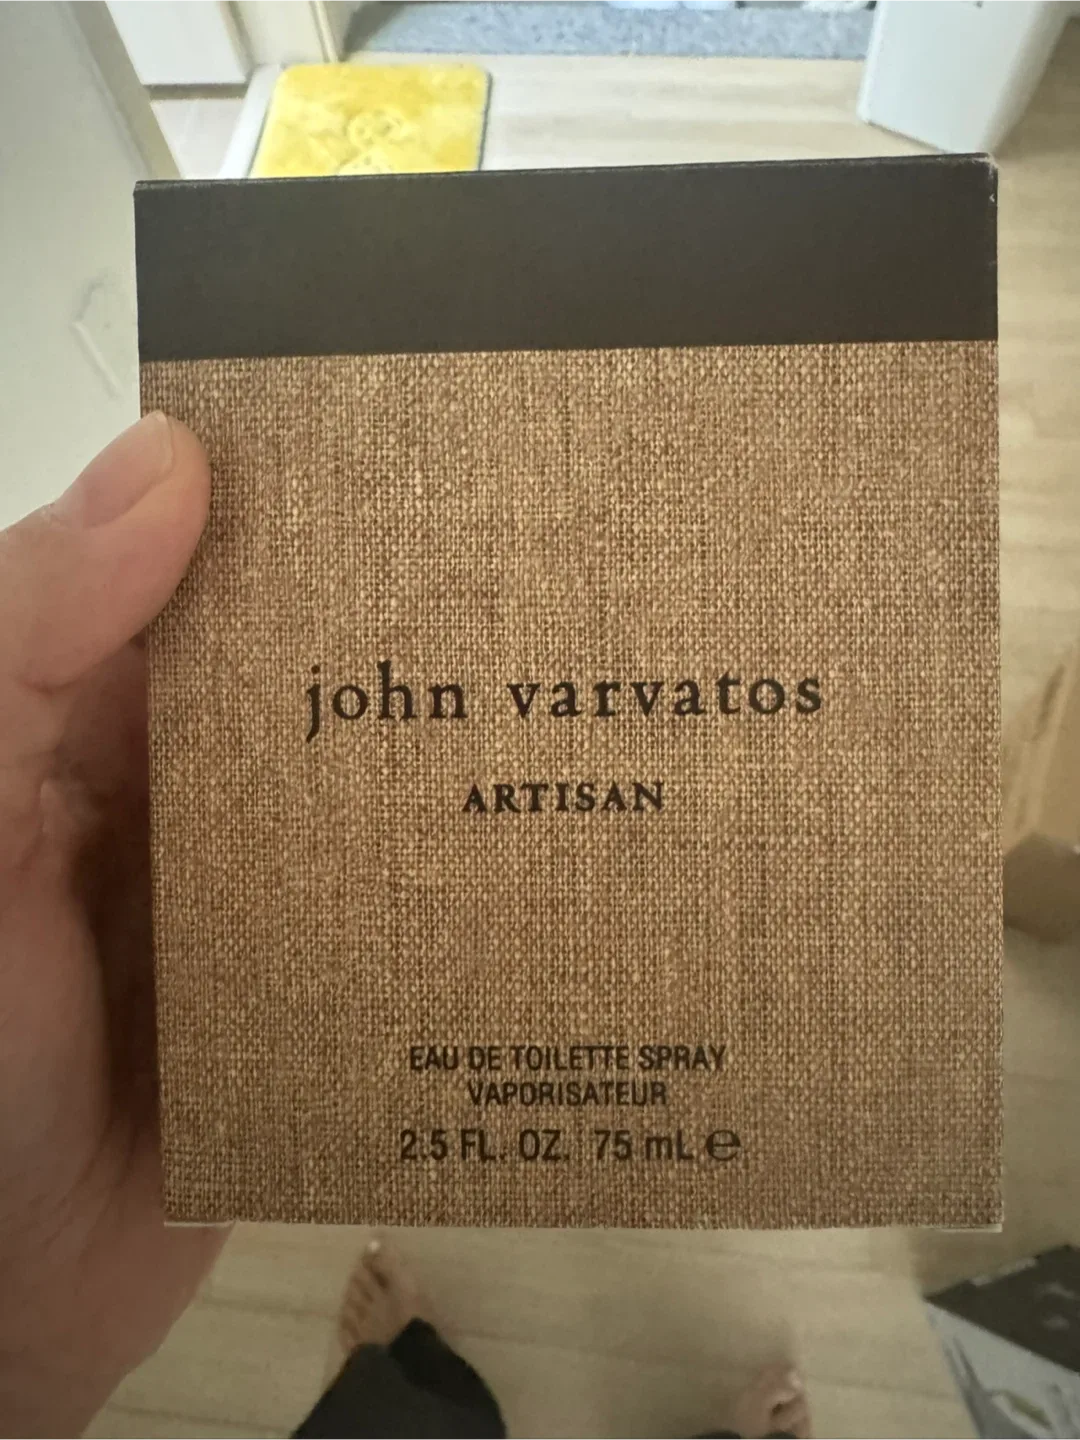 john varvatos
ARTISAN
EAU DE TOILETTE SPRAY
VAPORISATEUR
2.5 FL. OZ. 75 mL ℮